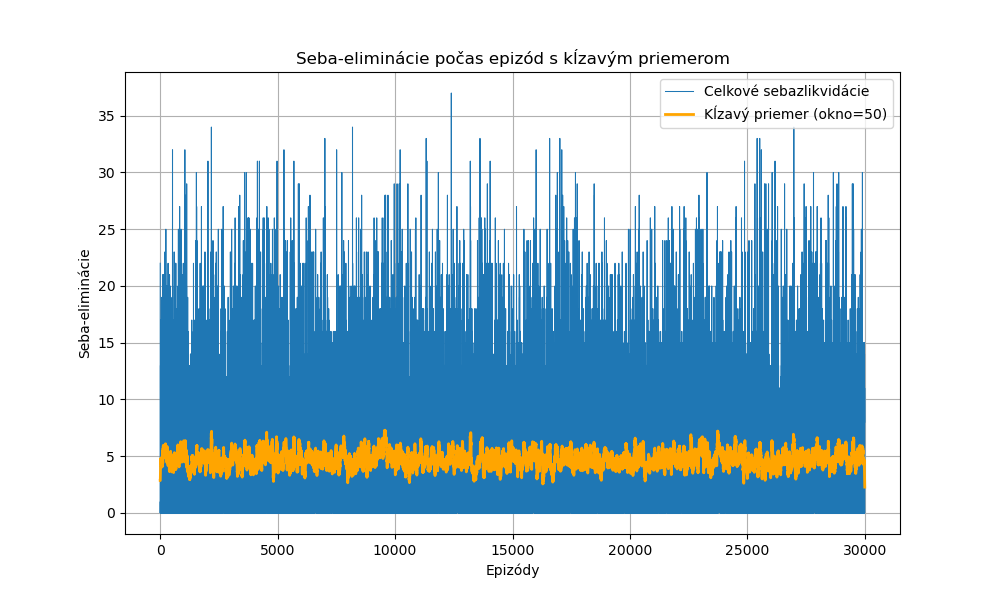 Seba-eliminácie počas epizód s kĺzavým priemerom
Celkové sebazlikvidácie
Kĺzavý priemer (okno=50)
Seba-eliminácie
35
30
25
20
15
10
5
0
0 5000 10000 15000 20000 25000 30000
Epizódy